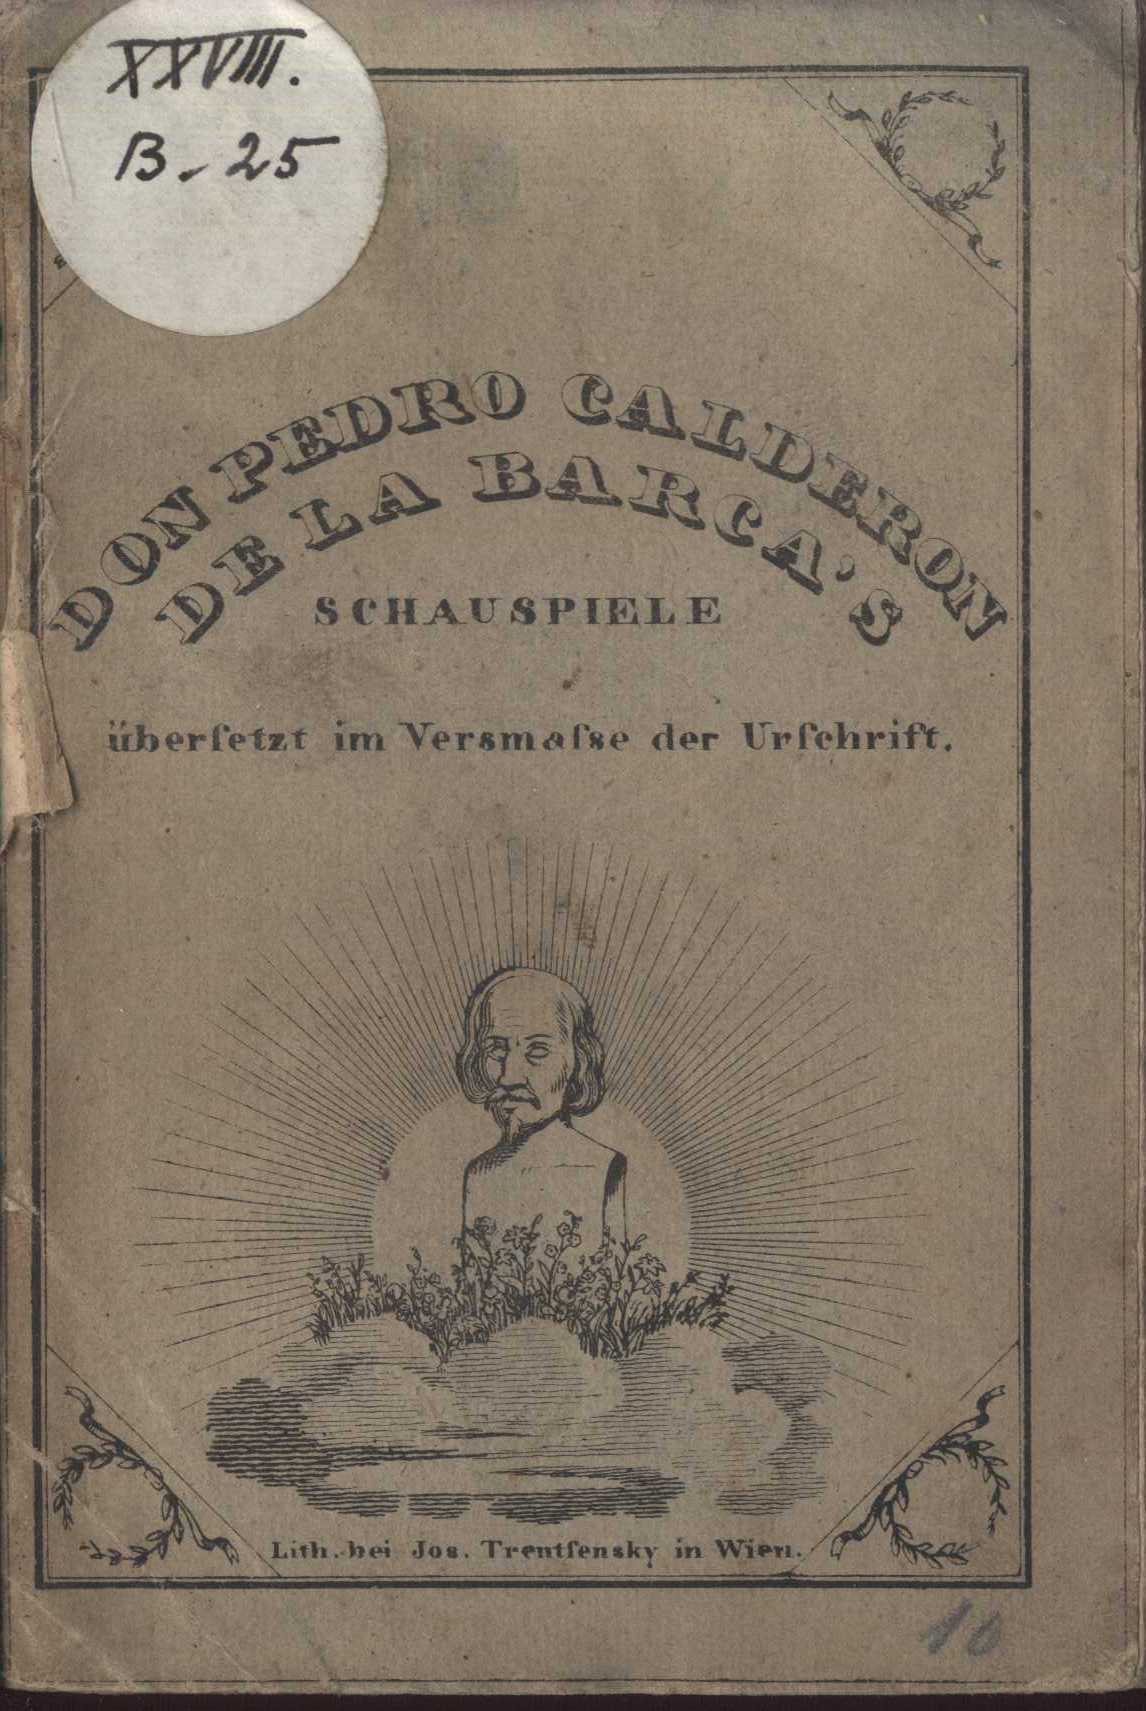 XXVIII.
B-25
DON PEDRO CALDERON
DE LA BARCA'S
SCHAUSPIELE
überſetzt im Versmaſse der Urſchrift.
Lith. bei Jos. Trentſensky in Wien.
10